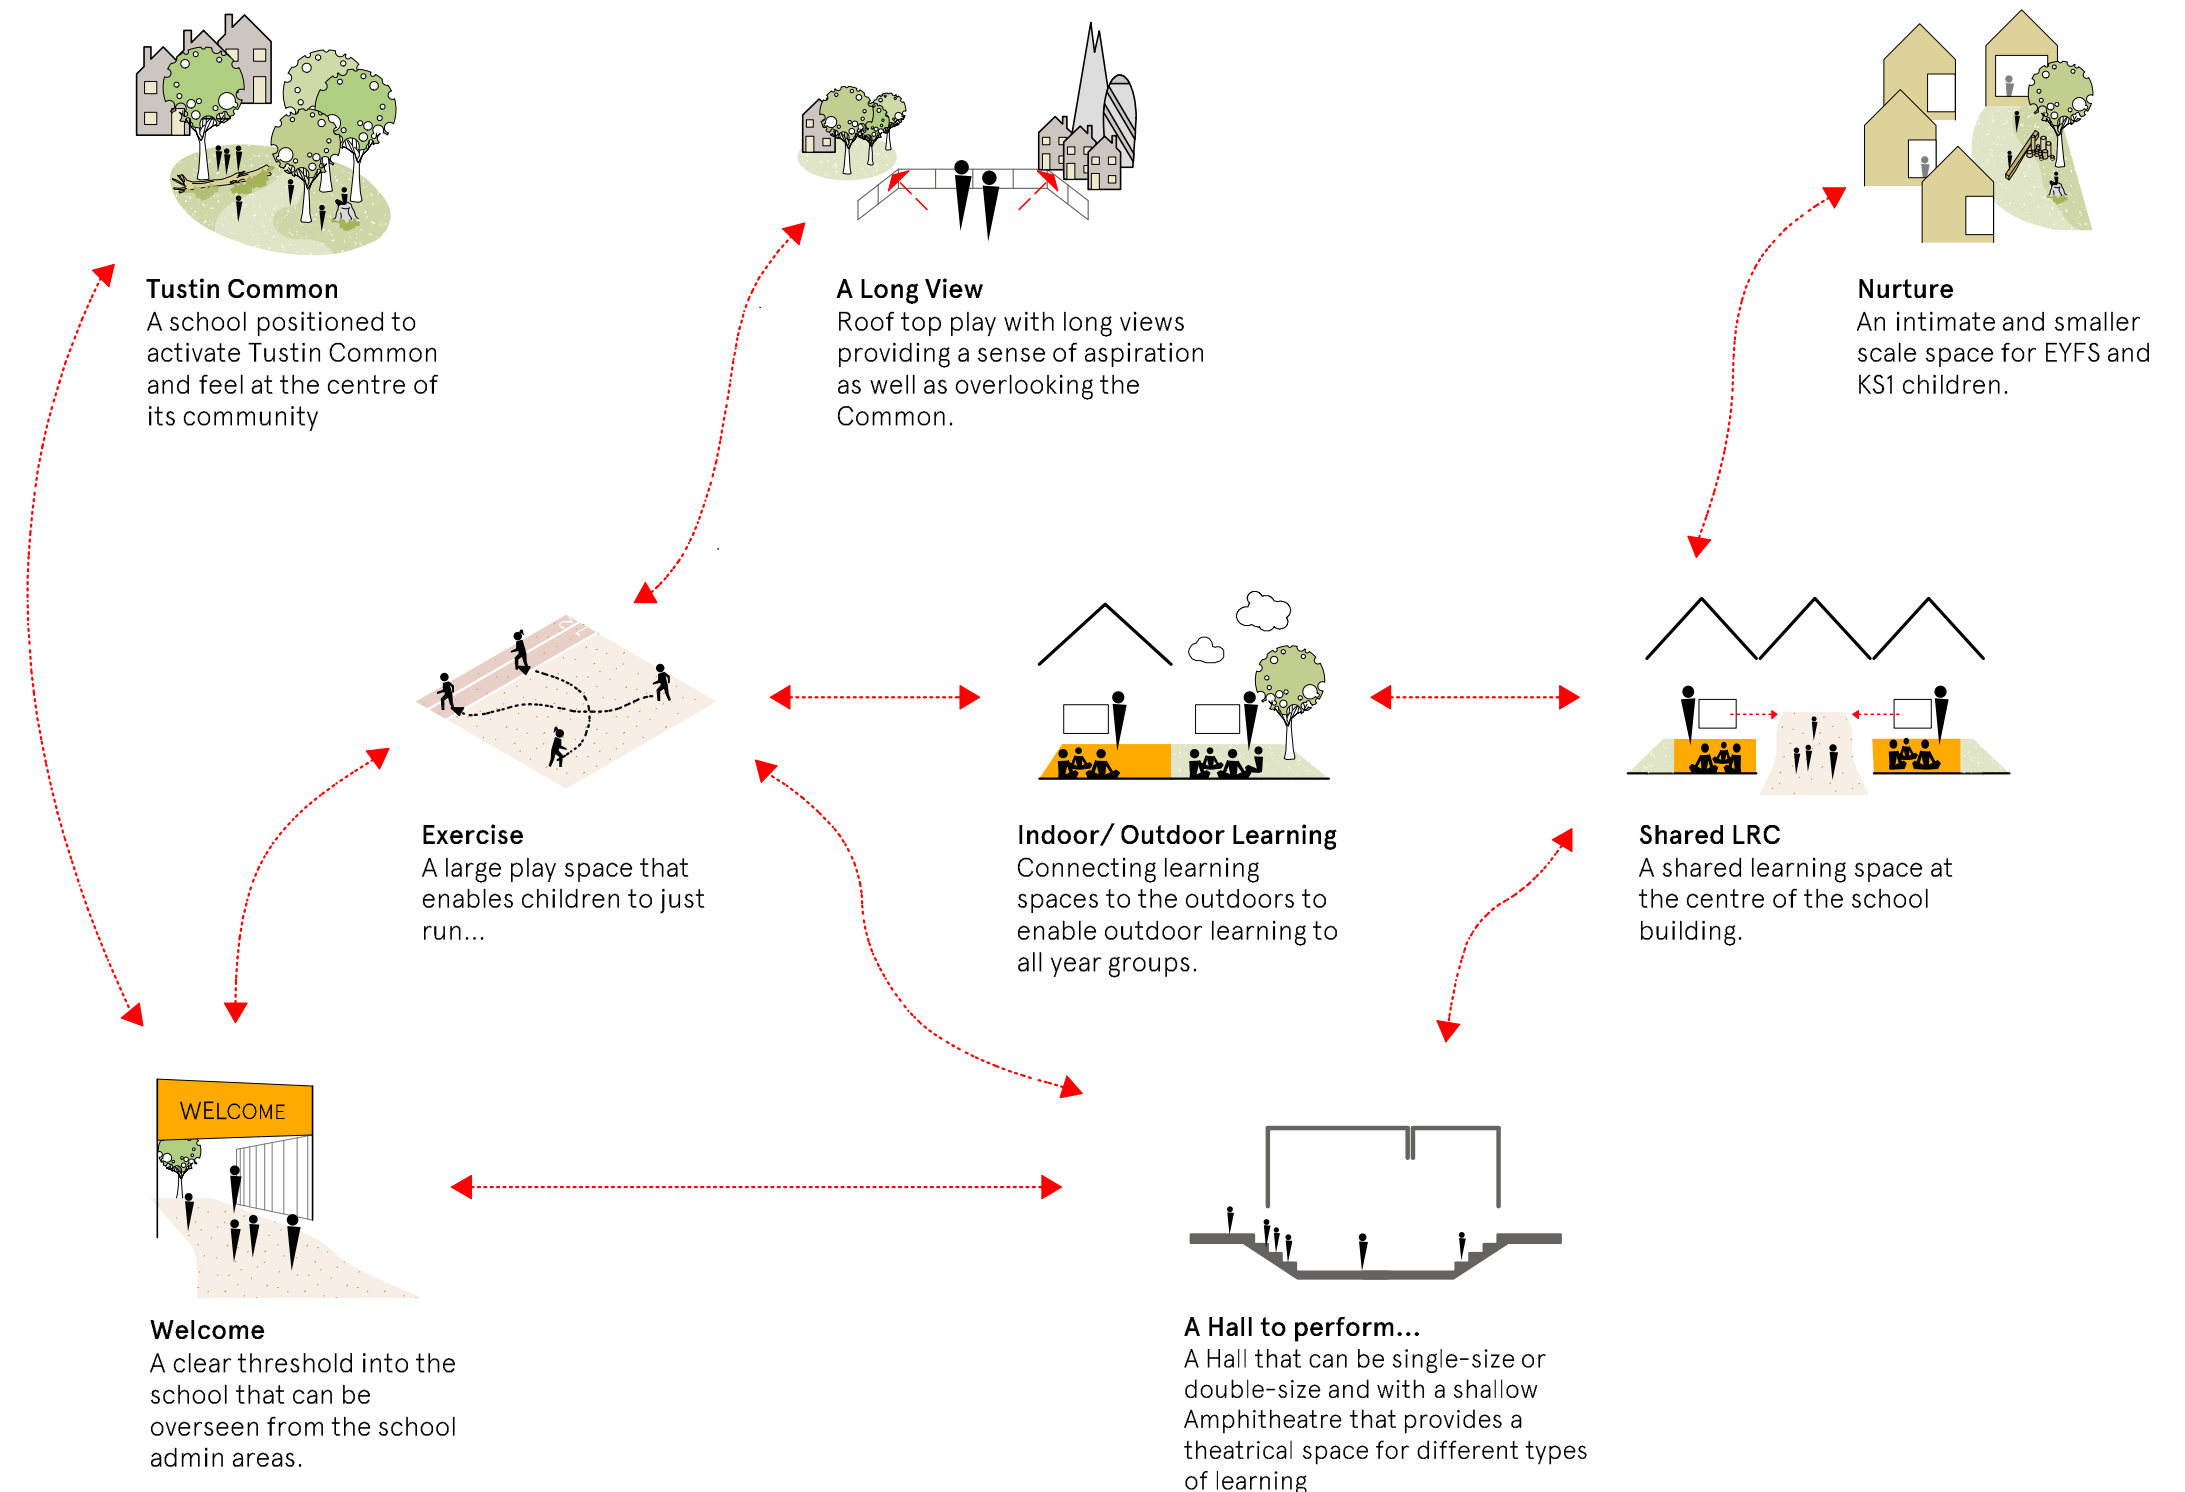 Tustin Common
A school positioned to
activate Tustin Common
and feel at the centre of
its community
A Long View
Roof top play with long views
providing a sense of aspiration
as well as overlooking the
Common.
Nurture
An intimate and smaller
scale space for EYFS and
KS1 children.
1
2
Exercise
A large play space that
enables children to just
run...
Indoor/ Outdoor Learning
Connecting learning
spaces to the outdoors to
enable outdoor learning to
all year groups.
Shared LRC
A shared learning space at
the centre of the school
building.
WELCOME
Welcome
A clear threshold into the
school that can be
overseen from the school
admin areas.
A Hall to perform...
A Hall that can be single-size or
double-size and with a shallow
Amphitheatre that provides a
theatrical space for different types
of learning